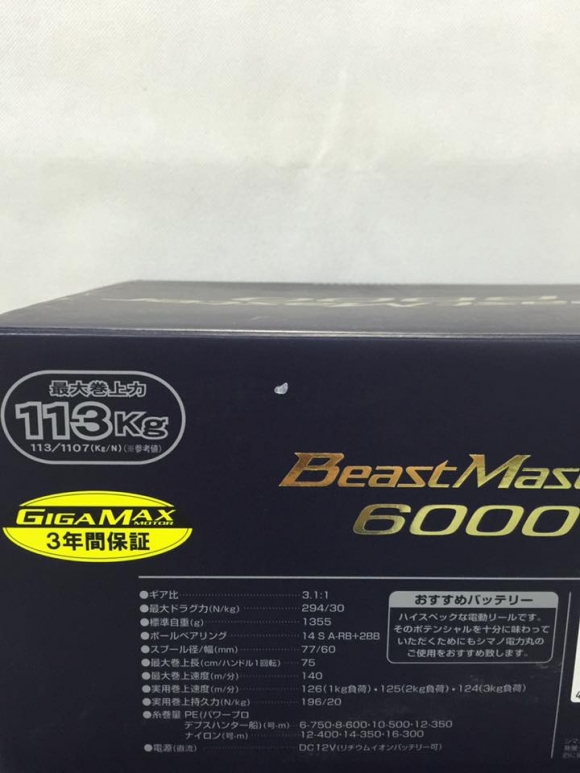 最大巻上力
113Kg
113/1107(Kg/N)(※参考値)
BeastMas
6000
GIGAMAX
MOTOR
3年間保証
●ギア比 3.1:1
●最大ドラグ力(N/kg) 294/30
●標準自重(g) 1355
●ボールベアリング 14 S A-RB+2BB
●スプール径/幅(mm) 77/60
●最大巻上長(cm/ハンドル1回転) 75
●最大巻上速度(m/分) 140
●実用巻上速度(m/分) 126(1kg負荷)・125(2kg負荷)・124(3kg負荷)
●実用巻上持久力(N/kg) 196/20
●糸巻量 PE(パワープロ
デプスハンター船)(号-m) 6-750・8-600・10-500・12-350
ナイロン(号-m) 12-400・14-350・16-300
●電源(直流) DC12V(リチウムイオンバッテリー可)
おすすめバッテリー
ハイスペックな電動リールです。
そのポテンシャルを十分に味わって
いただくためにもシマノ電力丸の
ご使用をおすすめ致します。